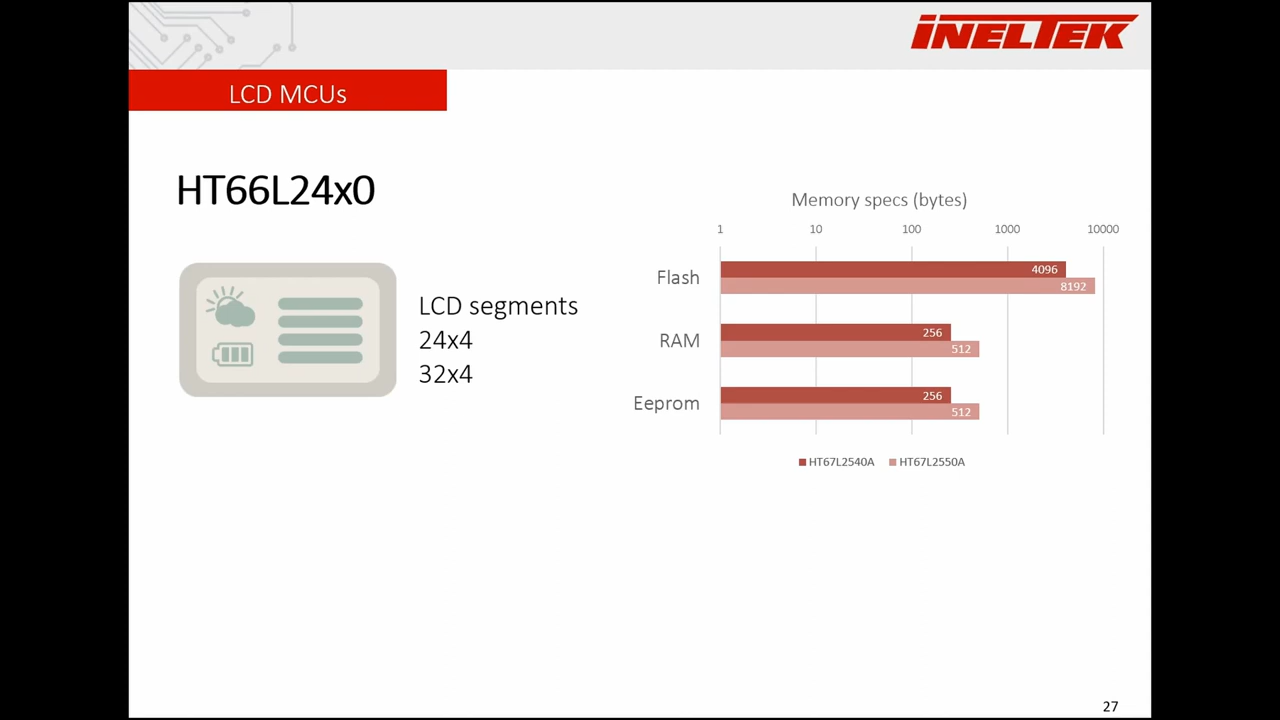 iNELTEK
LCD MCUs
HT66L24x0
LCD segments
24x4
32x4
Memory specs (bytes)
1 10 100 1000 10000
Flash 4096
8192
RAM 256
512
Eeprom 256
512
HT67L2540A HT67L2550A
27